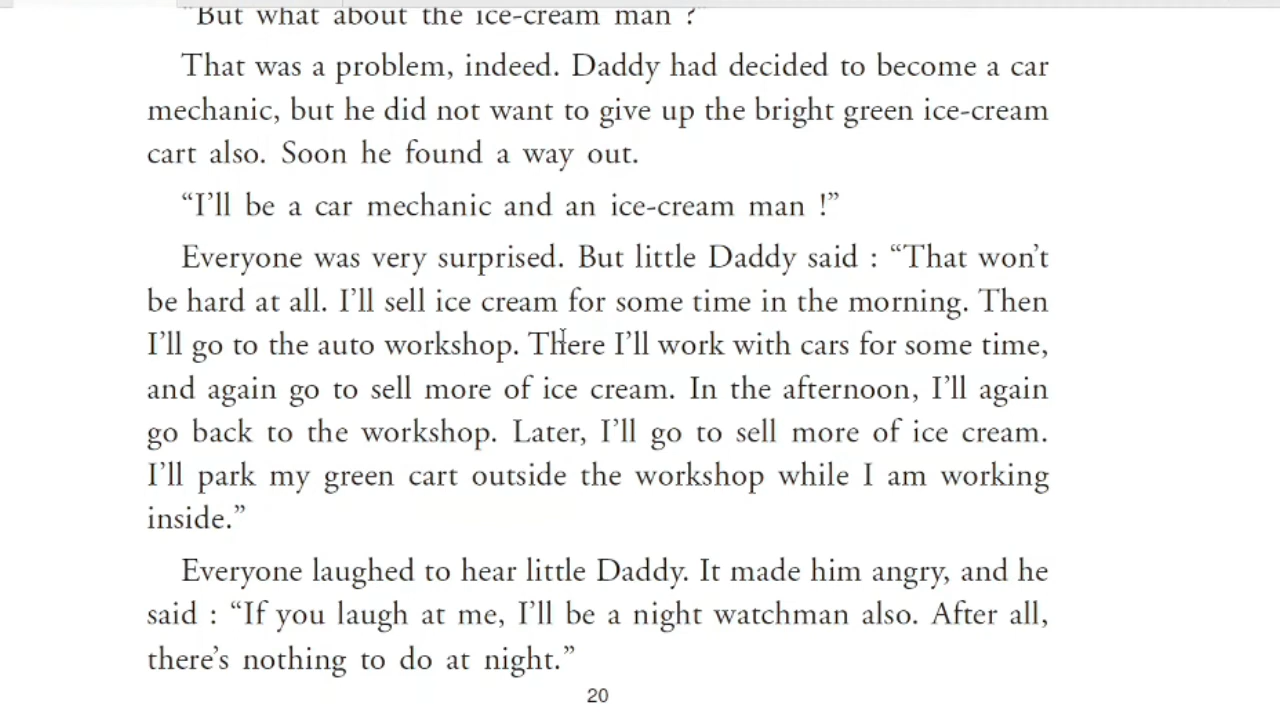 "But what about the ice-cream man ?"
That was a problem, indeed. Daddy had decided to become a car
mechanic, but he did not want to give up the bright green ice-cream
cart also. Soon he found a way out.
“I’ll be a car mechanic and an ice-cream man !”
Everyone was very surprised. But little Daddy said : “That won’t
be hard at all. I’ll sell ice cream for some time in the morning. Then
I’ll go to the auto workshop. There I’ll work with cars for some time,
and again go to sell more of ice cream. In the afternoon, I’ll again
go back to the workshop. Later, I’ll go to sell more of ice cream.
I’ll park my green cart outside the workshop while I am working
inside.”
Everyone laughed to hear little Daddy. It made him angry, and he
said : “If you laugh at me, I’ll be a night watchman also. After all,
there’s nothing to do at night.”
20